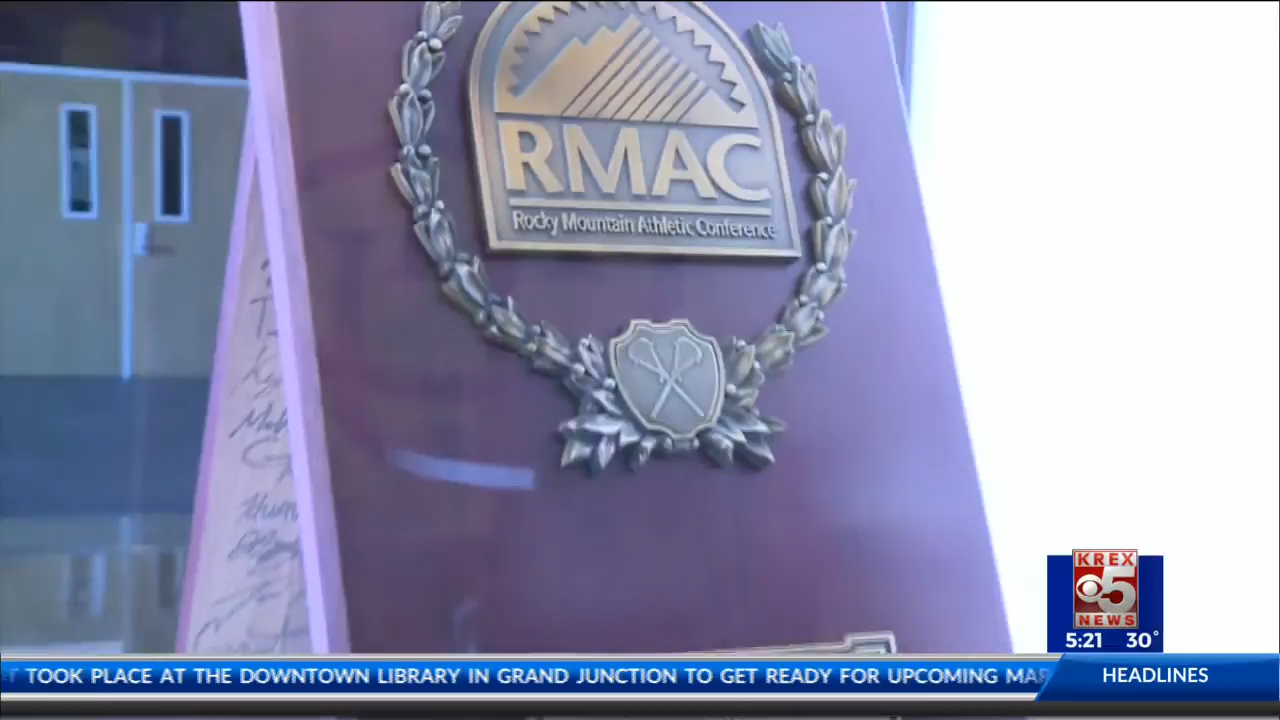 RMAC
Rocky Mountain Athletic Conference
KREX
5
NEWS
5:21 30°
TOOK PLACE AT THE DOWNTOWN LIBRARY IN GRAND JUNCTION TO GET READY FOR UPCOMING
HEADLINES